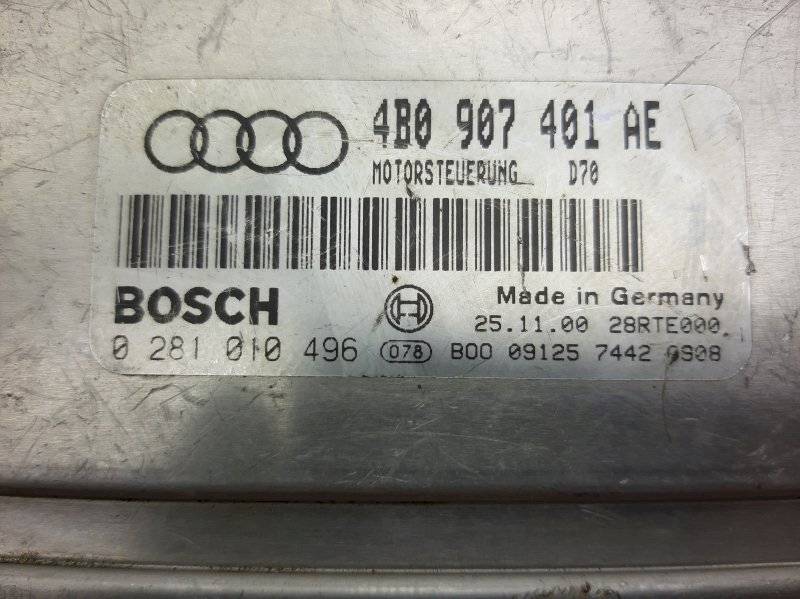 4B0 907 401 AE
MOTORSTEUERUNG D70
BOSCH
Made in Germany
25.11.00 28RTE000
0 281 010 496 078 B00 09125 7442 0308